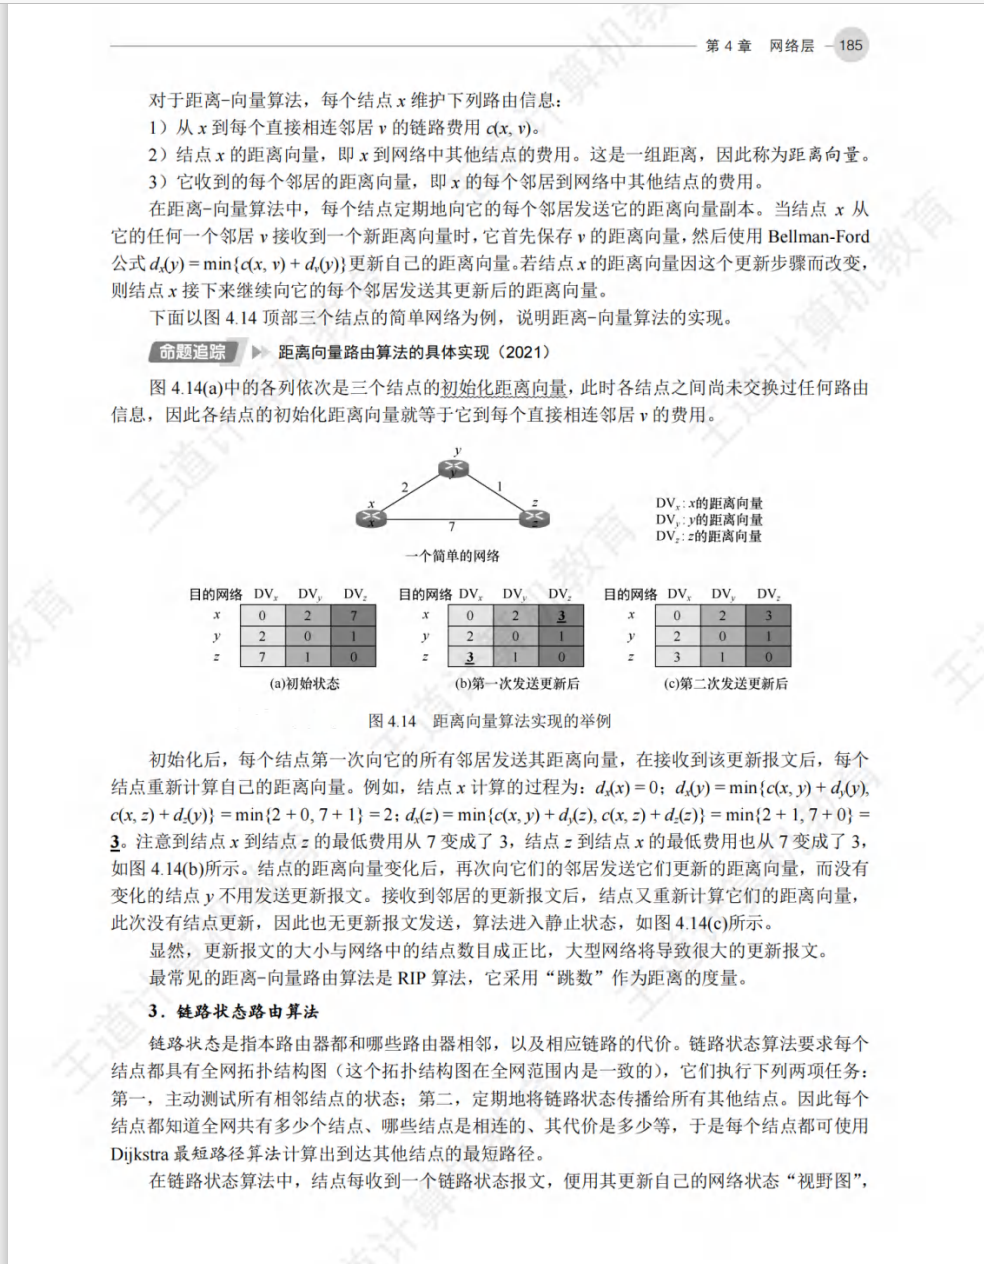 第 4 章 网络层 185
对于距离-向量算法，每个结点 x 维护下列路由信息：
1）从 x 到每个直接相连邻居 v 的链路费用 c(x, v)。
2）结点 x 的距离向量，即 x 到网络中其他结点的费用。这是一组距离，因此称为距离向量。
3）它收到的每个邻居的距离向量，即 x 的每个邻居到网络中其他结点的费用。
在距离-向量算法中，每个结点定期地向它的每个邻居发送它的距离向量副本。当结点 x 从
它的任何一个邻居 v 接收到一个新距离向量时，它首先保存 v 的距离向量，然后使用 Bellman-Ford
公式 dₓ(y) = min{c(x, v) + dᵥ(y)}更新自己的距离向量。若结点 x 的距离向量因这个更新步骤而改变，
则结点 x 接下来继续向它的每个邻居发送其更新后的距离向量。
下面以图 4.14 顶部三个结点的简单网络为例，说明距离-向量算法的实现。
命题追踪 距离向量路由算法的具体实现（2021）
图 4.14(a)中的各列依次是三个结点的初始化距离向量，此时各结点之间尚未交换过任何路由
信息，因此各结点的初始化距离向量就等于它到每个直接相连邻居 v 的费用。
y
y
2 1
x z
x z
7
一个简单的网络
DVx：x的距离向量
DVy：y的距离向量
DVz：z的距离向量
目的网络 DVx DVy DVz
x 0 2 7
y 2 0 1
z 7 1 0
(a)初始状态
目的网络 DVx DVy DVz
x 0 2 3
y 2 0 1
z 3 1 0
(b)第一次发送更新后
目的网络 DVx DVy DVz
x 0 2 3
y 2 0 1
z 3 1 0
(c)第二次发送更新后
图 4.14 距离向量算法实现的举例
初始化后，每个结点第一次向它的所有邻居发送其距离向量，在接收到该更新报文后，每个
结点重新计算自己的距离向量。例如，结点 x 计算的过程为：dx(x) = 0；dx(y) = min{c(x, y) + dy(y),
c(x, z) + dz(y)} = min{2 + 0, 7 + 1} = 2；dx(z) = min{c(x, y) + dy(z), c(x, z) + dz(z)} = min{2 + 1, 7 + 0} =
3。注意到结点 x 到结点 z 的最低费用从 7 变成了 3，结点 z 到结点 x 的最低费用也从 7 变成了 3，
如图 4.14(b)所示。结点的距离向量变化后，再次向它们的邻居发送它们更新的距离向量，而没有
变化的结点 y 不用发送更新报文。接收到邻居的更新报文后，结点又重新计算它们的距离向量，
此次没有结点更新，因此也无更新报文发送，算法进入静止状态，如图 4.14(c)所示。
显然，更新报文的大小与网络中的结点数目成正比，大型网络将导致很大的更新报文。
最常见的距离-向量路由算法是 RIP 算法，它采用“跳数”作为距离的度量。
3．链路状态路由算法
链路状态是指本路由器都和哪些路由器相邻，以及相应链路的代价。链路状态算法要求每个
结点都具有全网拓扑结构图（这个拓扑结构图在全网范围内是一致的），它们执行下列两项任务：
第一，主动测试所有相邻结点的状态；第二，定期地将链路状态传播给所有其他结点。因此每个
结点都知道全网共有多少个结点、哪些结点是相连的、其代价是多少等，于是每个结点都可使用
Dijkstra 最短路径算法计算出到达其他结点的最短路径。
在链路状态算法中，结点每收到一个链路状态报文，便用其更新自己的网络状态“视野图”，
王道计算机教育